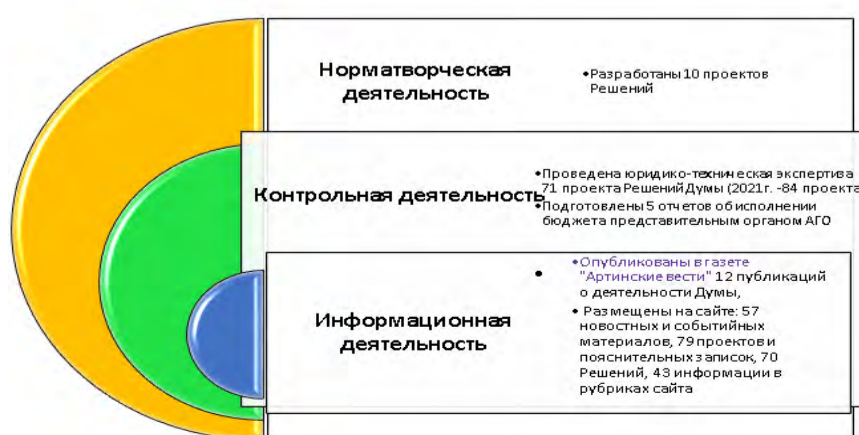 Нормотворческая
деятельность
•Разработаны 10 проектов
Решений
Контрольная деятельность
•Проведена юридико-техническая экспертиза
71 проекта Решений Думы (2021г. -84 проекта
•Подготовлены 5 отчетов об исполнении
бюджета представительным органом АГО
Информационная
деятельность
•
•Опубликованы в газете
"Артинские вести" 12 публикаций
о деятельности Думы,
• Размещены на сайте: 57
новостных и событийных
материалов, 79 проектов и
пояснительных записок, 70
Решений, 43 информации в
рубриках сайта